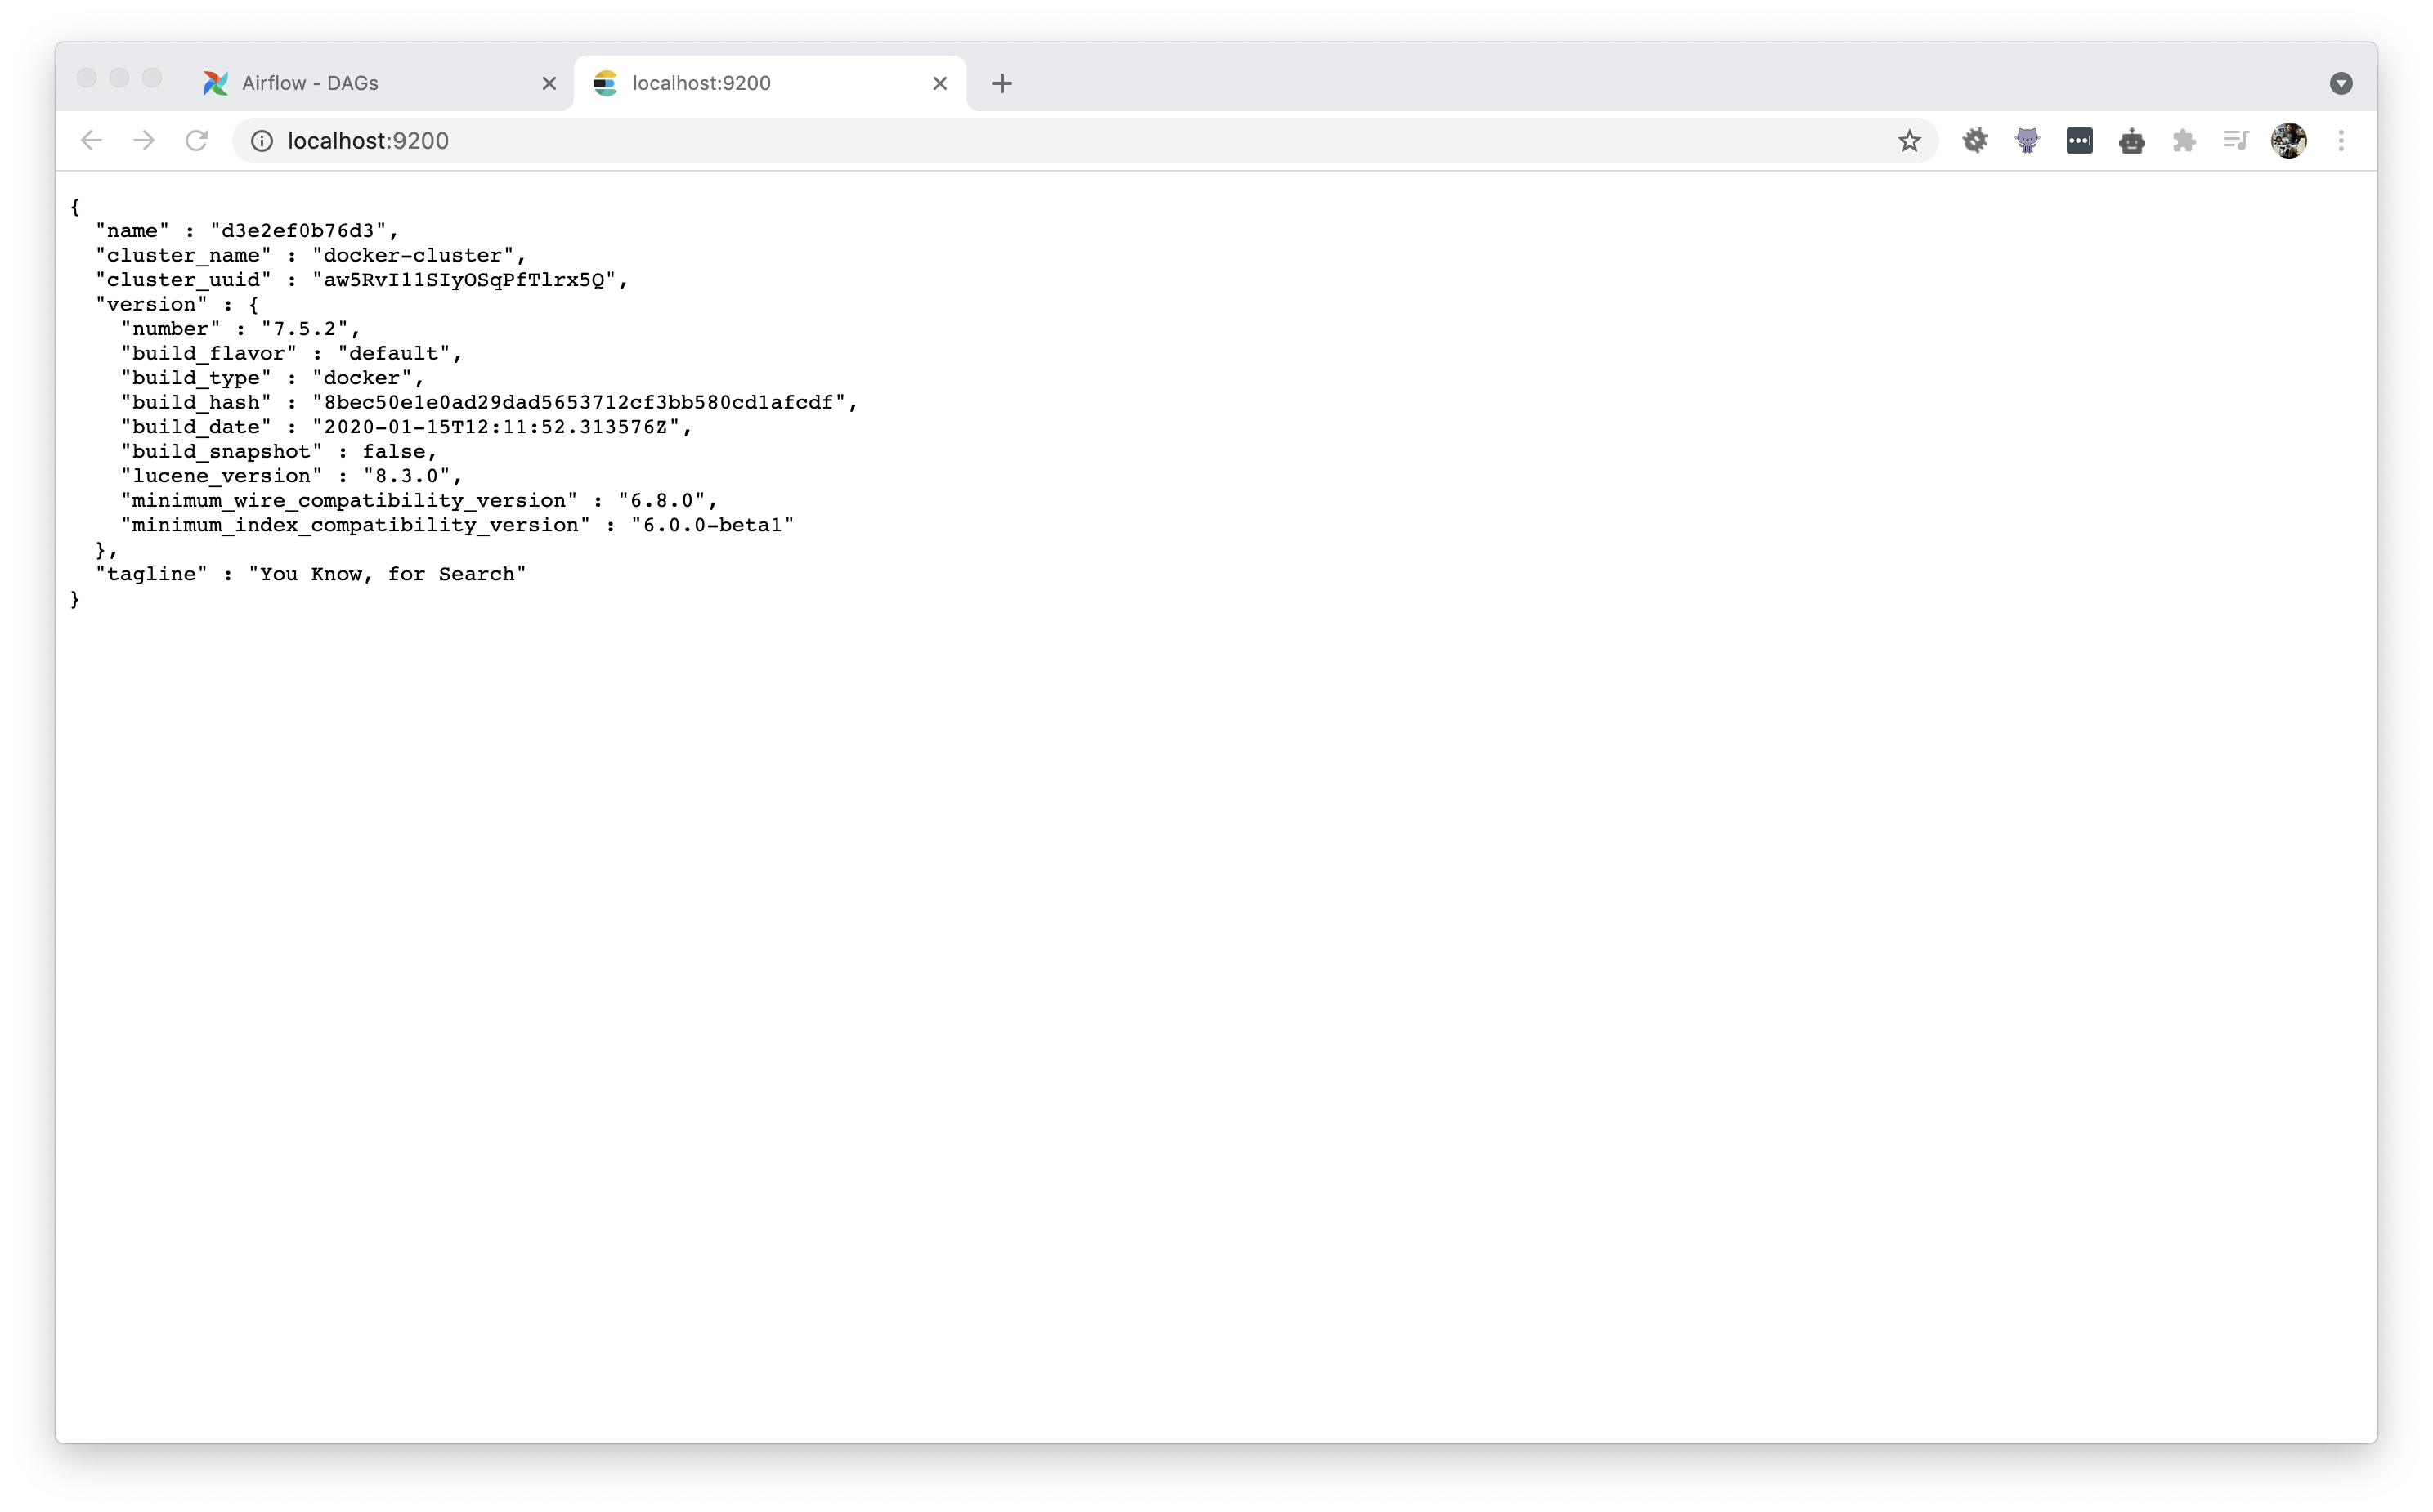 Airflow - DAGs
localhost:9200
localhost:9200
{
  "name" : "d3e2ef0b76d3",
  "cluster_name" : "docker-cluster",
  "cluster_uuid" : "aw5RvI11SIyOSqPfTlrx5Q",
  "version" : {
    "number" : "7.5.2",
    "build_flavor" : "default",
    "build_type" : "docker",
    "build_hash" : "8bec50e1e0ad29dad5653712cf3bb580cd1afcdf",
    "build_date" : "2020-01-15T12:11:52.313576Z",
    "build_snapshot" : false,
    "lucene_version" : "8.3.0",
    "minimum_wire_compatibility_version" : "6.8.0",
    "minimum_index_compatibility_version" : "6.0.0-beta1"
  },
  "tagline" : "You Know, for Search"
}